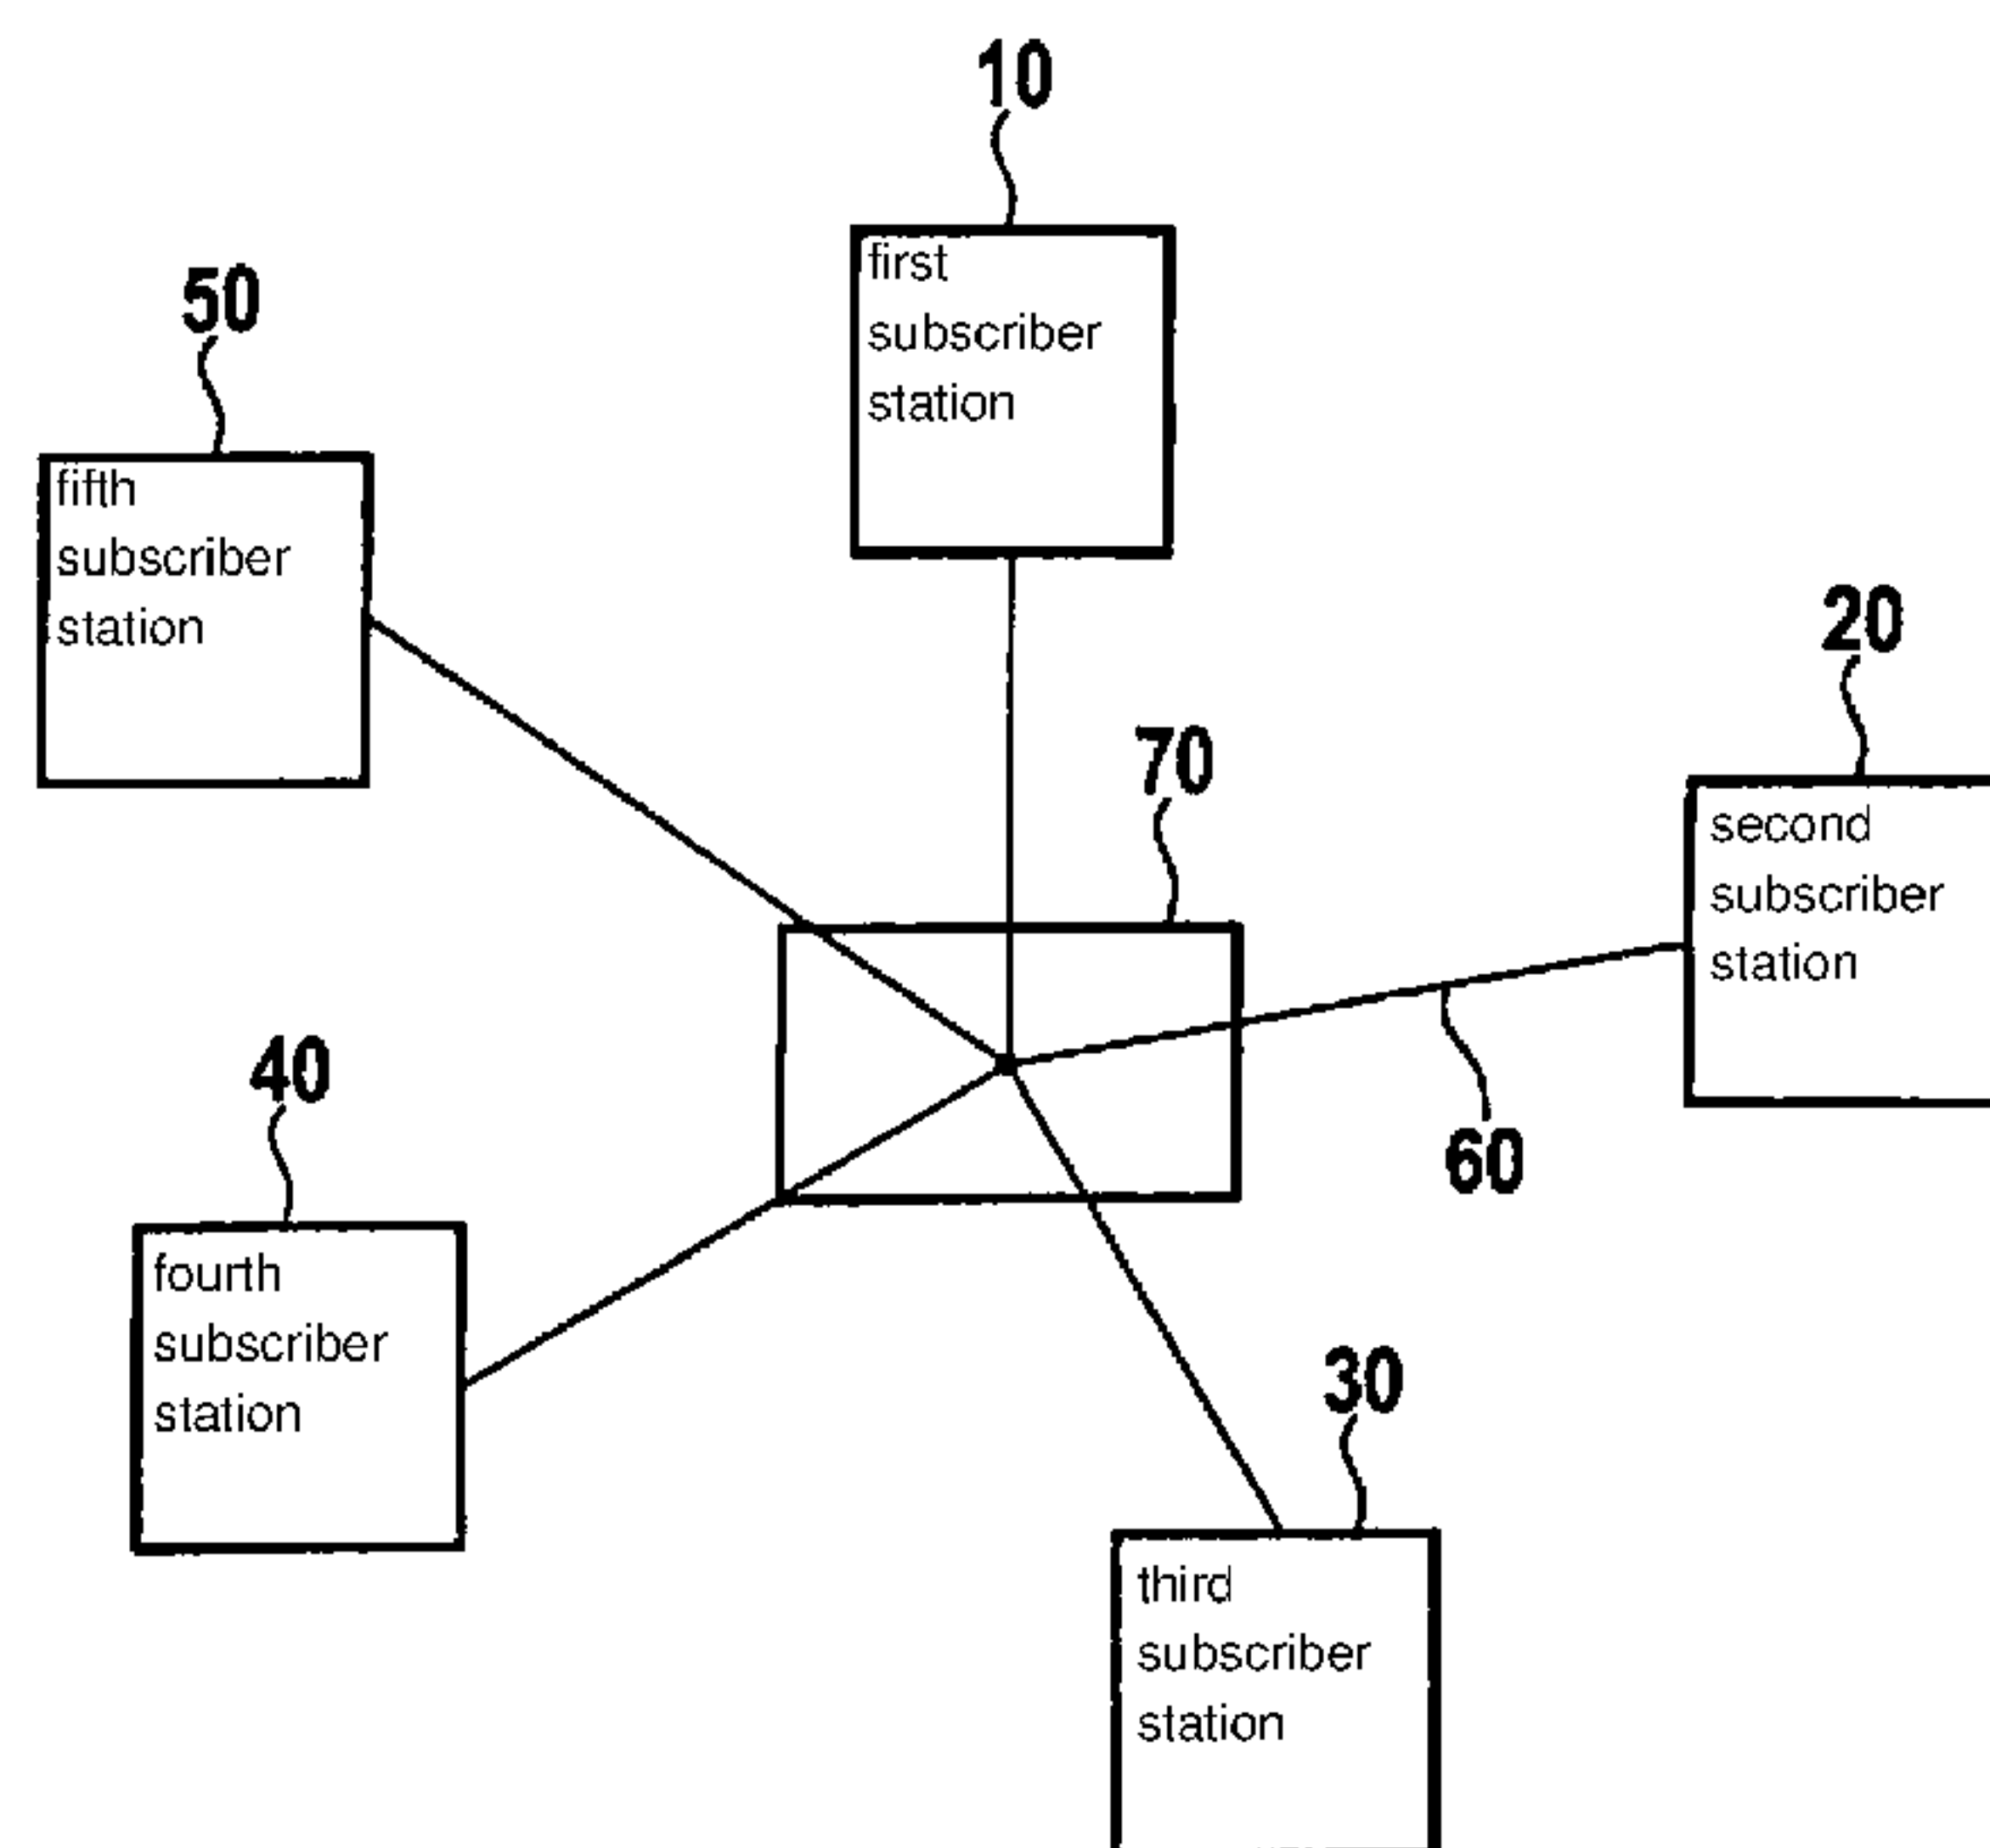 10
first
subscriber
station
50
fifth
subscriber
station
20
second
subscriber
station
70
60
40
fourth
subscriber
station
30
third
subscriber
station